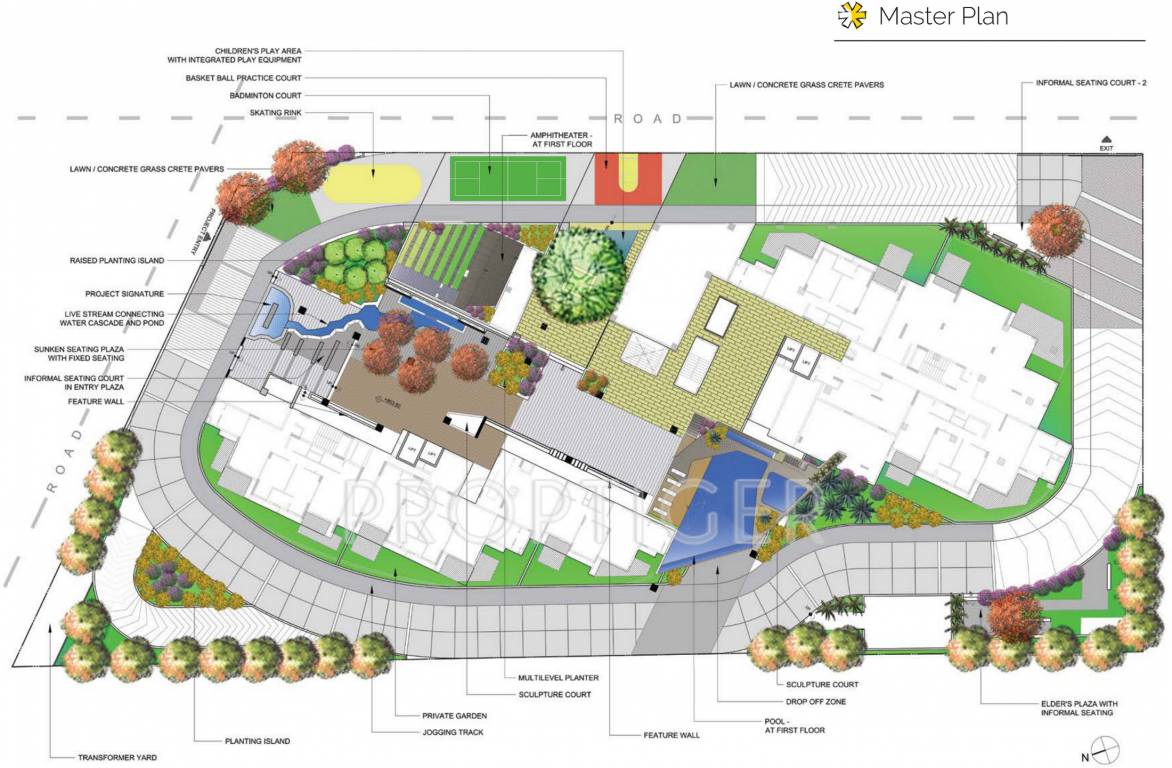 Master Plan
CHILDREN'S PLAY AREA
WITH INTEGRATED PLAY EQUIPMENT
BASKET BALL PRACTICE COURT
BADMINTON COURT
SKATING RINK
LAWN / CONCRETE GRASS CRETE PAVERS
INFORMAL SEATING COURT - 2
ROAD
AMPHITHEATER -
AT FIRST FLOOR
EXIT
LAWN / CONCRETE GRASS CRETE PAVERS
PROJECT ENTRY
RAISED PLANTING ISLAND
PROJECT SIGNATURE
LIVE STREAM CONNECTING
WATER CASCADE AND POND
SUNKEN SEATING PLAZA
WITH FIXED SEATING
INFORMAL SEATING COURT
IN ENTRY PLAZA
FEATURE WALL
ROAD
LIFT
LIFT
LIFT
LIFT
PROPTIGER
MULTILEVEL PLANTER
SCULPTURE COURT
SCULPTURE COURT
DROP OFF ZONE
ELDER'S PLAZA WITH
INFORMAL SEATING
PRIVATE GARDEN
JOGGING TRACK
POOL -
AT FIRST FLOOR
FEATURE WALL
PLANTING ISLAND
TRANSFORMER YARD
N